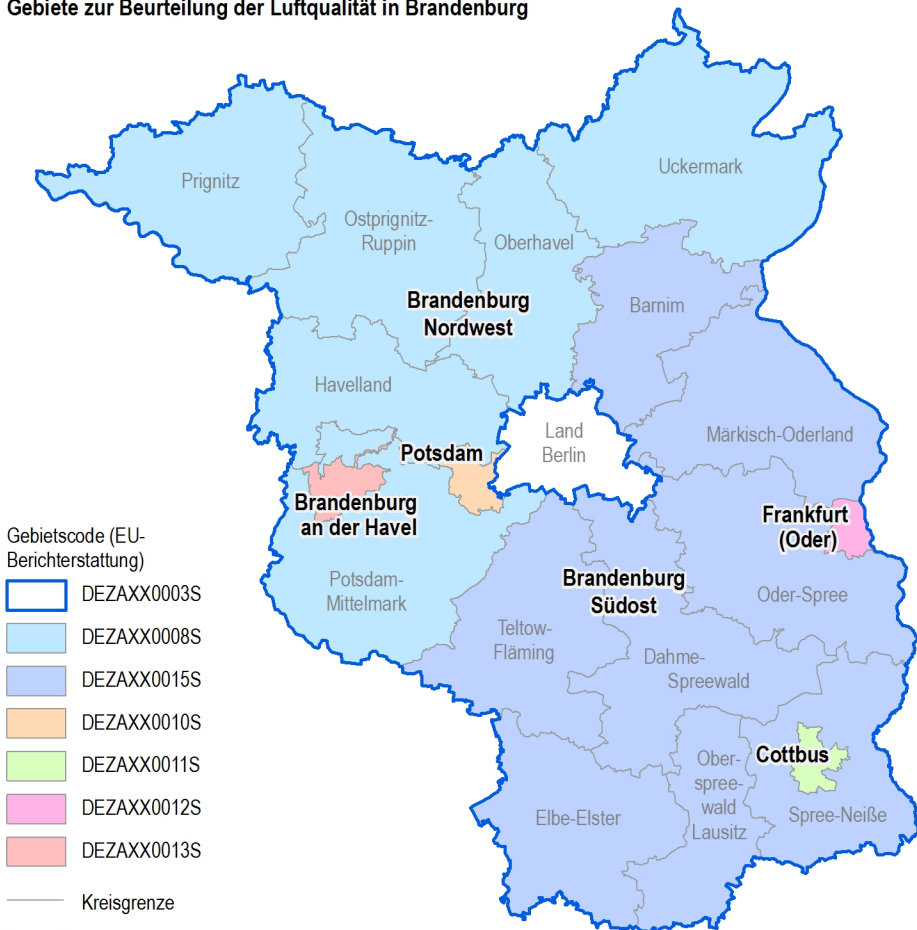 Gebiete zur Beurteilung der Luftqualität in Brandenburg
Prignitz
Uckermark
Ostprignitz-
Ruppin
Oberhavel
Brandenburg
Nordwest
Barnim
Havelland
Land
Berlin
Märkisch-Oderland
Potsdam
Brandenburg
an der Havel
Frankfurt
(Oder)
Potsdam-
Mittelmark
Brandenburg
Südost
Oder-Spree
Teltow-
Fläming
Dahme-
Spreewald
Cottbus
Ober-
spree-
wald
Lausitz
Elbe-Elster
Spree-Neiße
Gebietscode (EU-
Berichterstattung)
DEZAXX0003S
DEZAXX0008S
DEZAXX0015S
DEZAXX0010S
DEZAXX0011S
DEZAXX0012S
DEZAXX0013S
Kreisgrenze